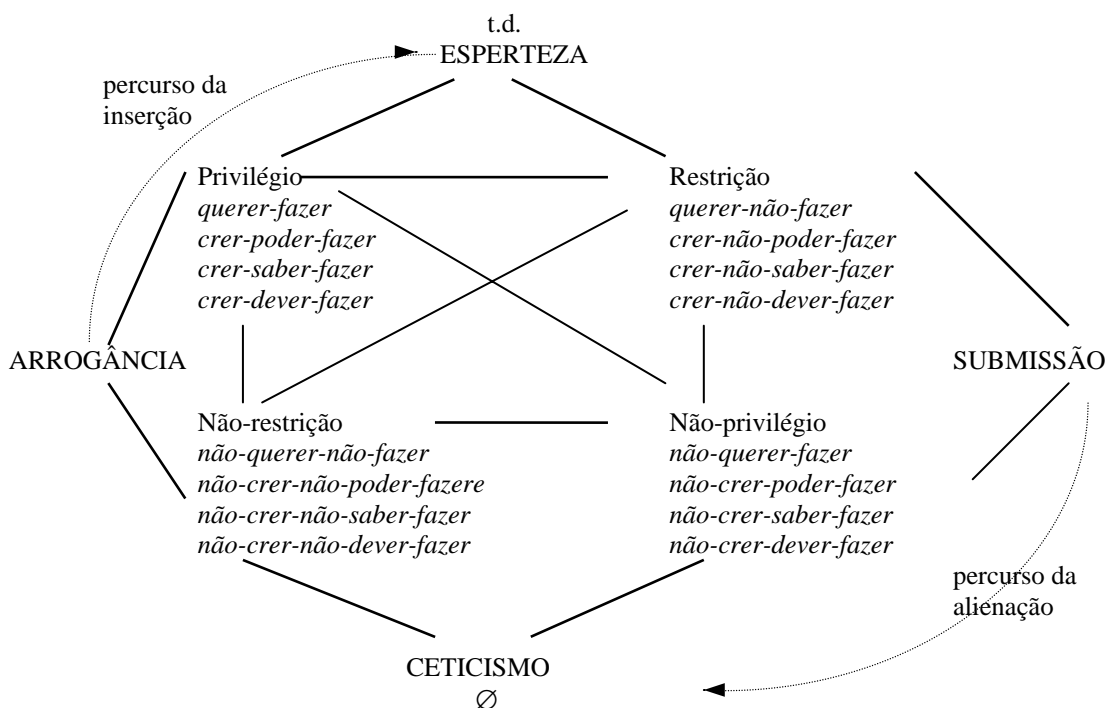 t.d.
ESPERTEZA
percurso da
inserção
Privilégio
querer-fazer
crer-poder-fazer
crer-saber-fazer
crer-dever-fazer
Restrição
querer-não-fazer
crer-não-poder-fazer
crer-não-saber-fazer
crer-não-dever-fazer
ARROGÂNCIA
SUBMISSÃO
Não-restrição
não-querer-não-fazer
não-crer-não-poder-fazere
não-crer-não-saber-fazer
não-crer-não-dever-fazer
Não-privilégio
não-querer-fazer
não-crer-poder-fazer
não-crer-saber-fazer
não-crer-dever-fazer
percurso da
alienação
CETICISMO
∅